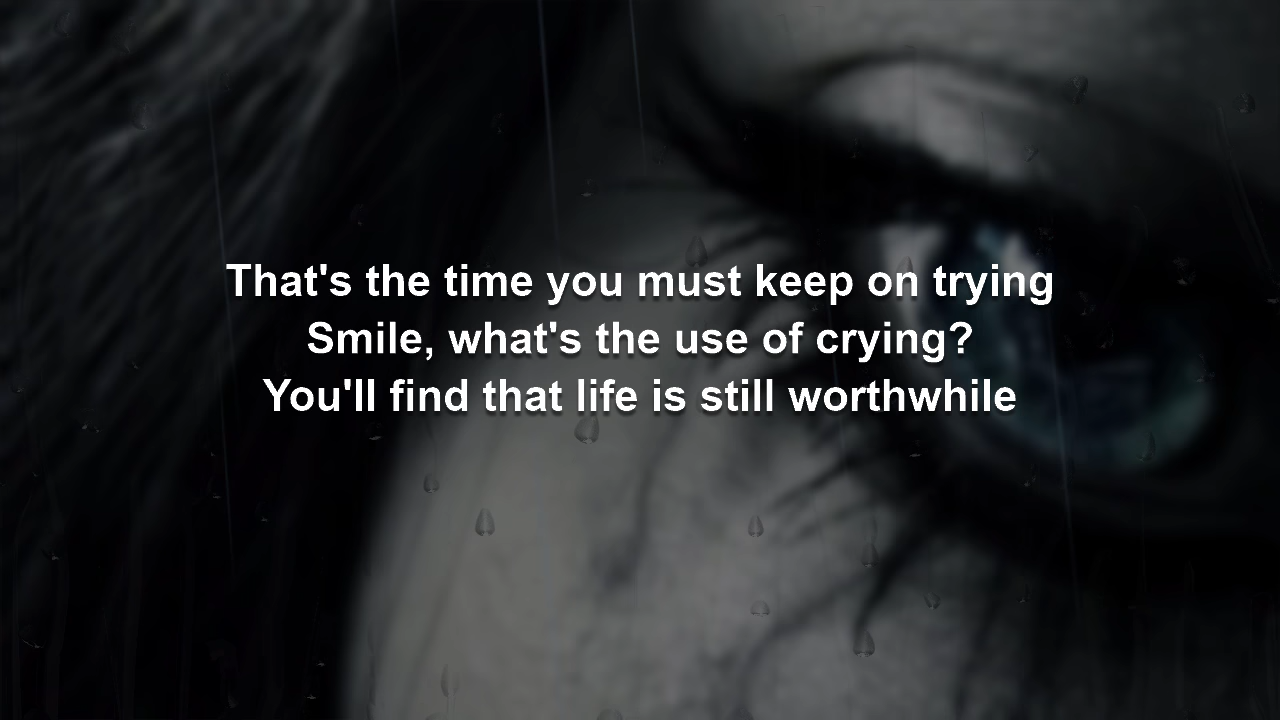 That's the time you must keep on trying
Smile, what's the use of crying?
You'll find that life is still worthwhile